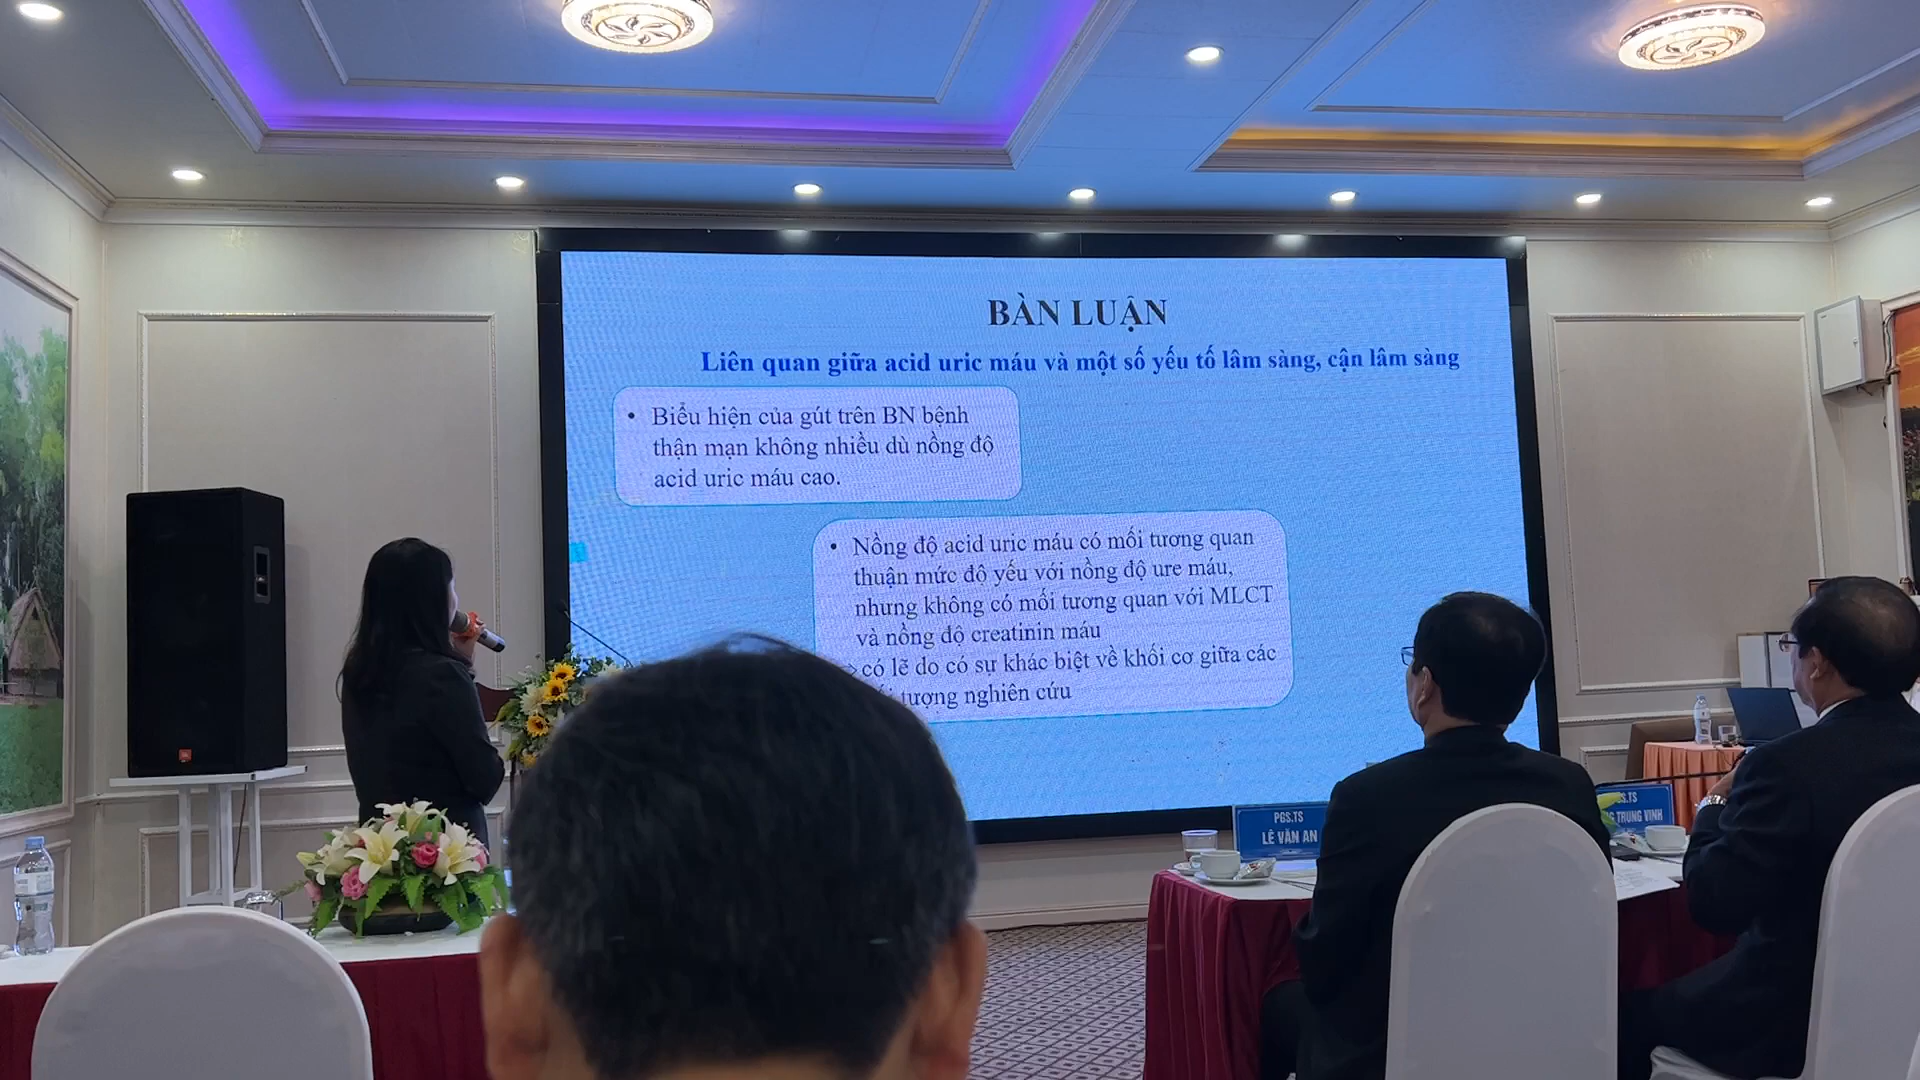 BÀN LUẬN
Liên quan giữa acid uric máu và một số yếu tố lâm sàng, cận lâm sàng
• Biểu hiện của gút trên BN bệnh
thận mạn không nhiều dù nồng độ
acid uric máu cao.
• Nồng độ acid uric máu có mối tương quan
thuận mức độ yếu với nồng độ ure máu,
nhưng không có mối tương quan với MLCT
và nồng độ creatinin máu
có lẽ do có sự khác biệt về khối cơ giữa các
tượng nghiên cứu
PGS.TS
LÊ VĂN AN
TRUNG VINH